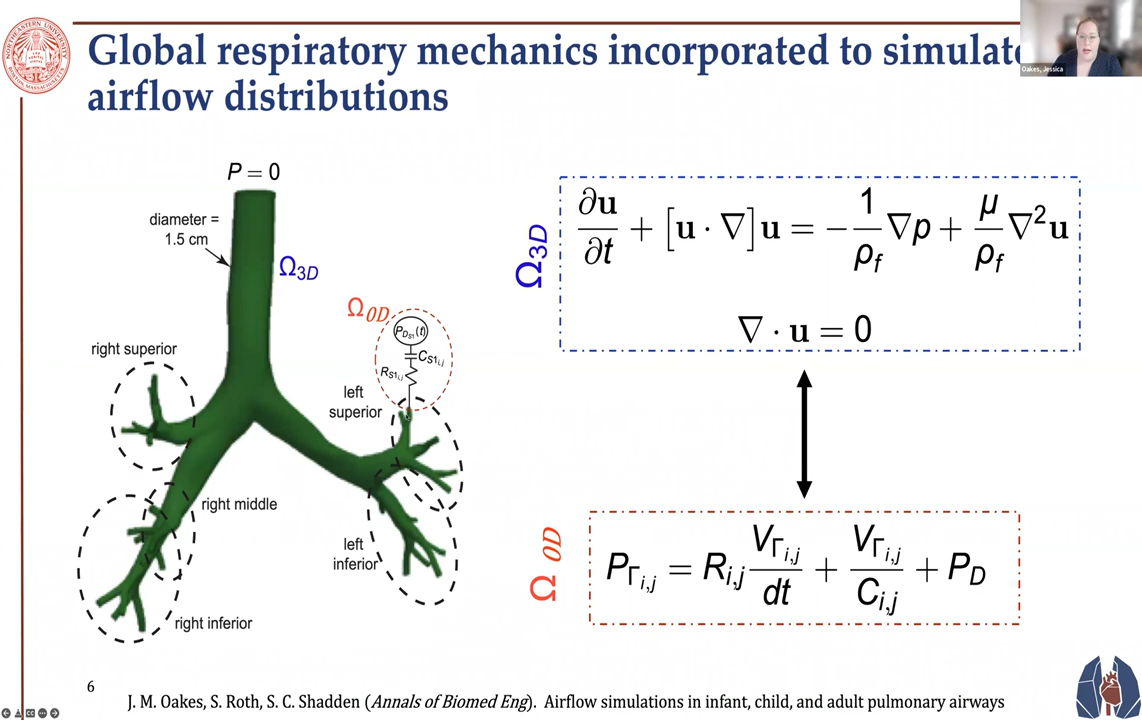 Global respiratory mechanics incorporated to simulate
airflow distributions
Oakes, Jessica
NORTHEASTERN UNIVERSITY
P = 0
diameter =
1.5 cm
Ω3D
Ω0D
PDS1(t)
CS1i,j
RS1i,j
right superior
left
superior
right middle
left
inferior
right inferior
Ω3D
∂u/∂t + [u · ∇]u = −1/ρf ∇p + μ/ρf ∇²u
∇ · u = 0
Ω 0D
PΓi,j = Ri,j VΓi,j/dt + VΓi,j/Ci,j + PD
6
J. M. Oakes, S. Roth, S. C. Shadden (Annals of Biomed Eng). Airflow simulations in infant, child, and adult pulmonary airways